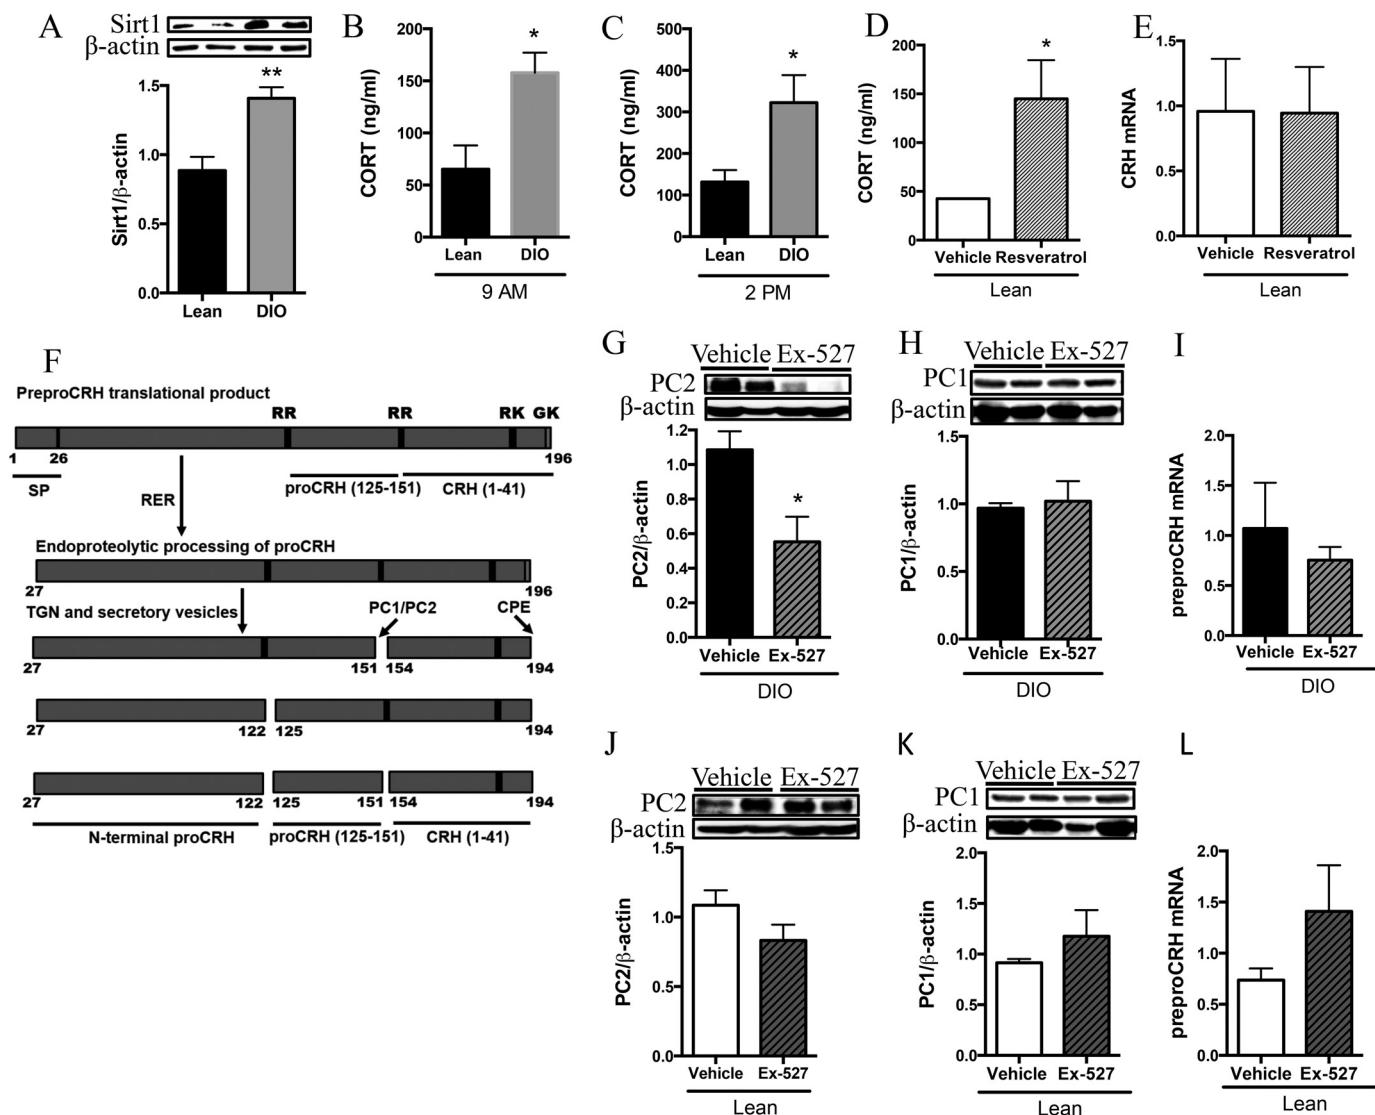 A
Sirt1
β-actin
**
Sirt1/β-actin
1.5
1.0
0.5
0.0
Lean DIO
B
*
CORT (ng/ml)
200
150
100
50
0
Lean DIO
9 AM
C
*
CORT (ng/ml)
500
400
300
200
100
0
Lean DIO
2 PM
D
*
CORT (ng/ml)
200
150
100
50
0
Vehicle Resveratrol
Lean
E
CRH mRNA
1.5
1.0
0.5
0.0
Vehicle Resveratrol
Lean
F
PreproCRH translational product
RR RR RK GK
1 26 196
SP proCRH (125-151) CRH (1-41)
RER
Endoproteolytic processing of proCRH
27 196
TGN and secretory vesicles PC1/PC2 CPE
27 151 154 194
27 122 125 194
27 122 125 151 154 194
N-terminal proCRH proCRH (125-151) CRH (1-41)
G
Vehicle Ex-527
PC2
β-actin
*
PC2/β-actin
1.2
1.0
0.8
0.6
0.4
0.2
0.0
Vehicle Ex-527
DIO
H
Vehicle Ex-527
PC1
β-actin
PC1/β-actin
1.5
1.0
0.5
0.0
Vehicle Ex-527
DIO
I
preproCRH mRNA
2.0
1.5
1.0
0.5
0.0
Vehicle Ex-527
DIO
J
Vehicle Ex-527
PC2
β-actin
PC2/β-actin
1.5
1.0
0.5
0.0
Vehicle Ex-527
Lean
K
Vehicle Ex-527
PC1
β-actin
PC1/β-actin
2.0
1.5
1.0
0.5
0.0
Vehicle Ex-527
Lean
L
preproCRH mRNA
2.0
1.5
1.0
0.5
0.0
Vehicle Ex-527
Lean